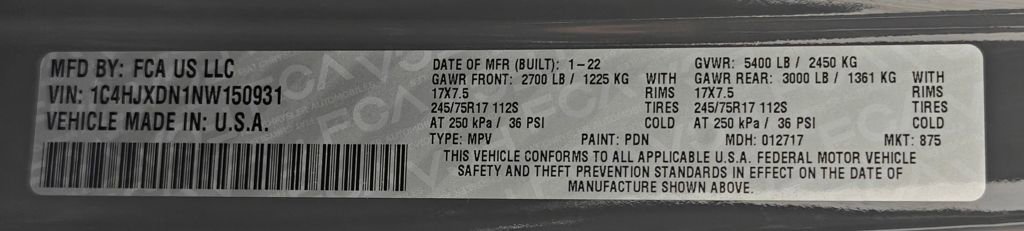 MFD BY: FCA US LLC
VIN: 1C4HJXDN1NW150931
VEHICLE MADE IN: U.S.A.
DATE OF MFR (BUILT): 1-22
GAWR FRONT: 2700 LB / 1225 KG WITH
17X7.5 RIMS
245/75R17 112S TIRES
AT 250 kPa / 36 PSI COLD
GVWR: 5400 LB / 2450 KG
GAWR REAR: 3000 LB / 1361 KG WITH
17X7.5 RIMS
245/75R17 112S TIRES
AT 250 kPa / 36 PSI COLD
TYPE: MPV PAINT: PDN MDH: 012717 MKT: 875
THIS VEHICLE CONFORMS TO ALL APPLICABLE U.S.A. FEDERAL MOTOR VEHICLE
SAFETY AND THEFT PREVENTION STANDARDS IN EFFECT ON THE DATE OF
MANUFACTURE SHOWN ABOVE.